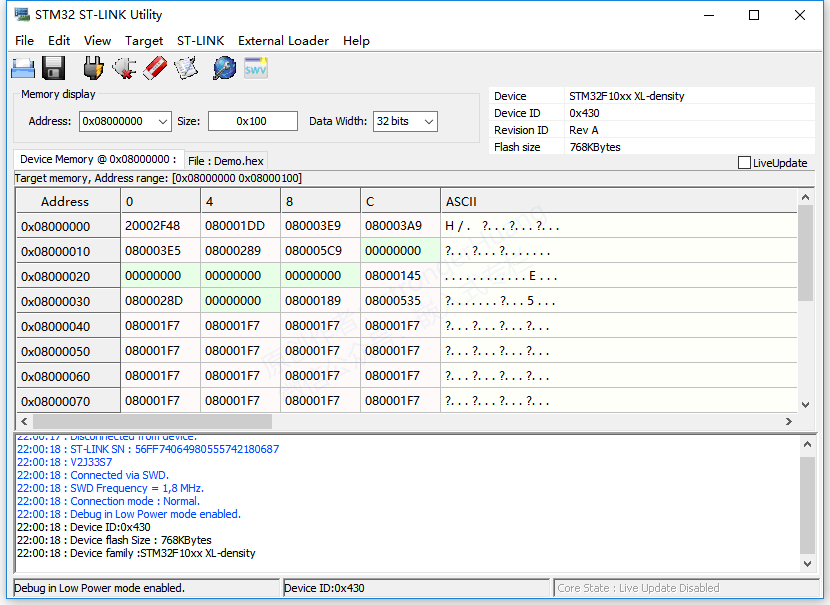 STM32 ST-LINK Utility
File Edit View Target ST-LINK External Loader Help
SWV
Memory display
Address: 0x08000000 Size: 0x100 Data Width: 32 bits
Device STM32F10xx XL-density
Device ID 0x430
Revision ID Rev A
Flash size 768KBytes
LiveUpdate
Device Memory @ 0x08000000 : File : Demo.hex
Target memory, Address range: [0x08000000 0x08000100]
Address 0 4 8 C ASCII
0x08000000 20002F48 080001DD 080003E9 080003A9 H/. ?...?...?...
0x08000010 080003E5 08000289 080005C9 00000000 ?...?...?.......
0x08000020 00000000 00000000 00000000 08000145 ............E...
0x08000030 0800028D 00000000 08000189 08000535 ?.......?...5...
0x08000040 080001F7 080001F7 080001F7 080001F7 ?...?...?...?...
0x08000050 080001F7 080001F7 080001F7 080001F7 ?...?...?...?...
0x08000060 080001F7 080001F7 080001F7 080001F7 ?...?...?...?...
0x08000070 080001F7 080001F7 080001F7 080001F7 ?...?...?...?...
22:00:17 : Disconnected from device.
22:00:18 : ST-LINK SN : 56FF74064980555742180687
22:00:18 : V2J33S7
22:00:18 : Connected via SWD.
22:00:18 : SWD Frequency = 1,8 MHz.
22:00:18 : Connection mode : Normal.
22:00:18 : Debug in Low Power mode enabled.
22:00:18 : Device ID:0x430
22:00:18 : Device flash Size : 768KBytes
22:00:18 : Device family :STM32F10xx XL-density
Debug in Low Power mode enabled. Device ID:0x430 Core State : Live Update Disabled